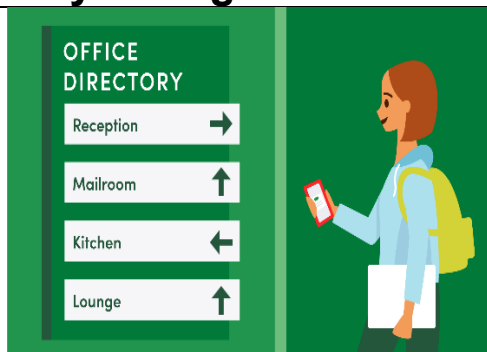 OFFICE
DIRECTORY
Reception →
Mailroom ↑
Kitchen ←
Lounge ↑